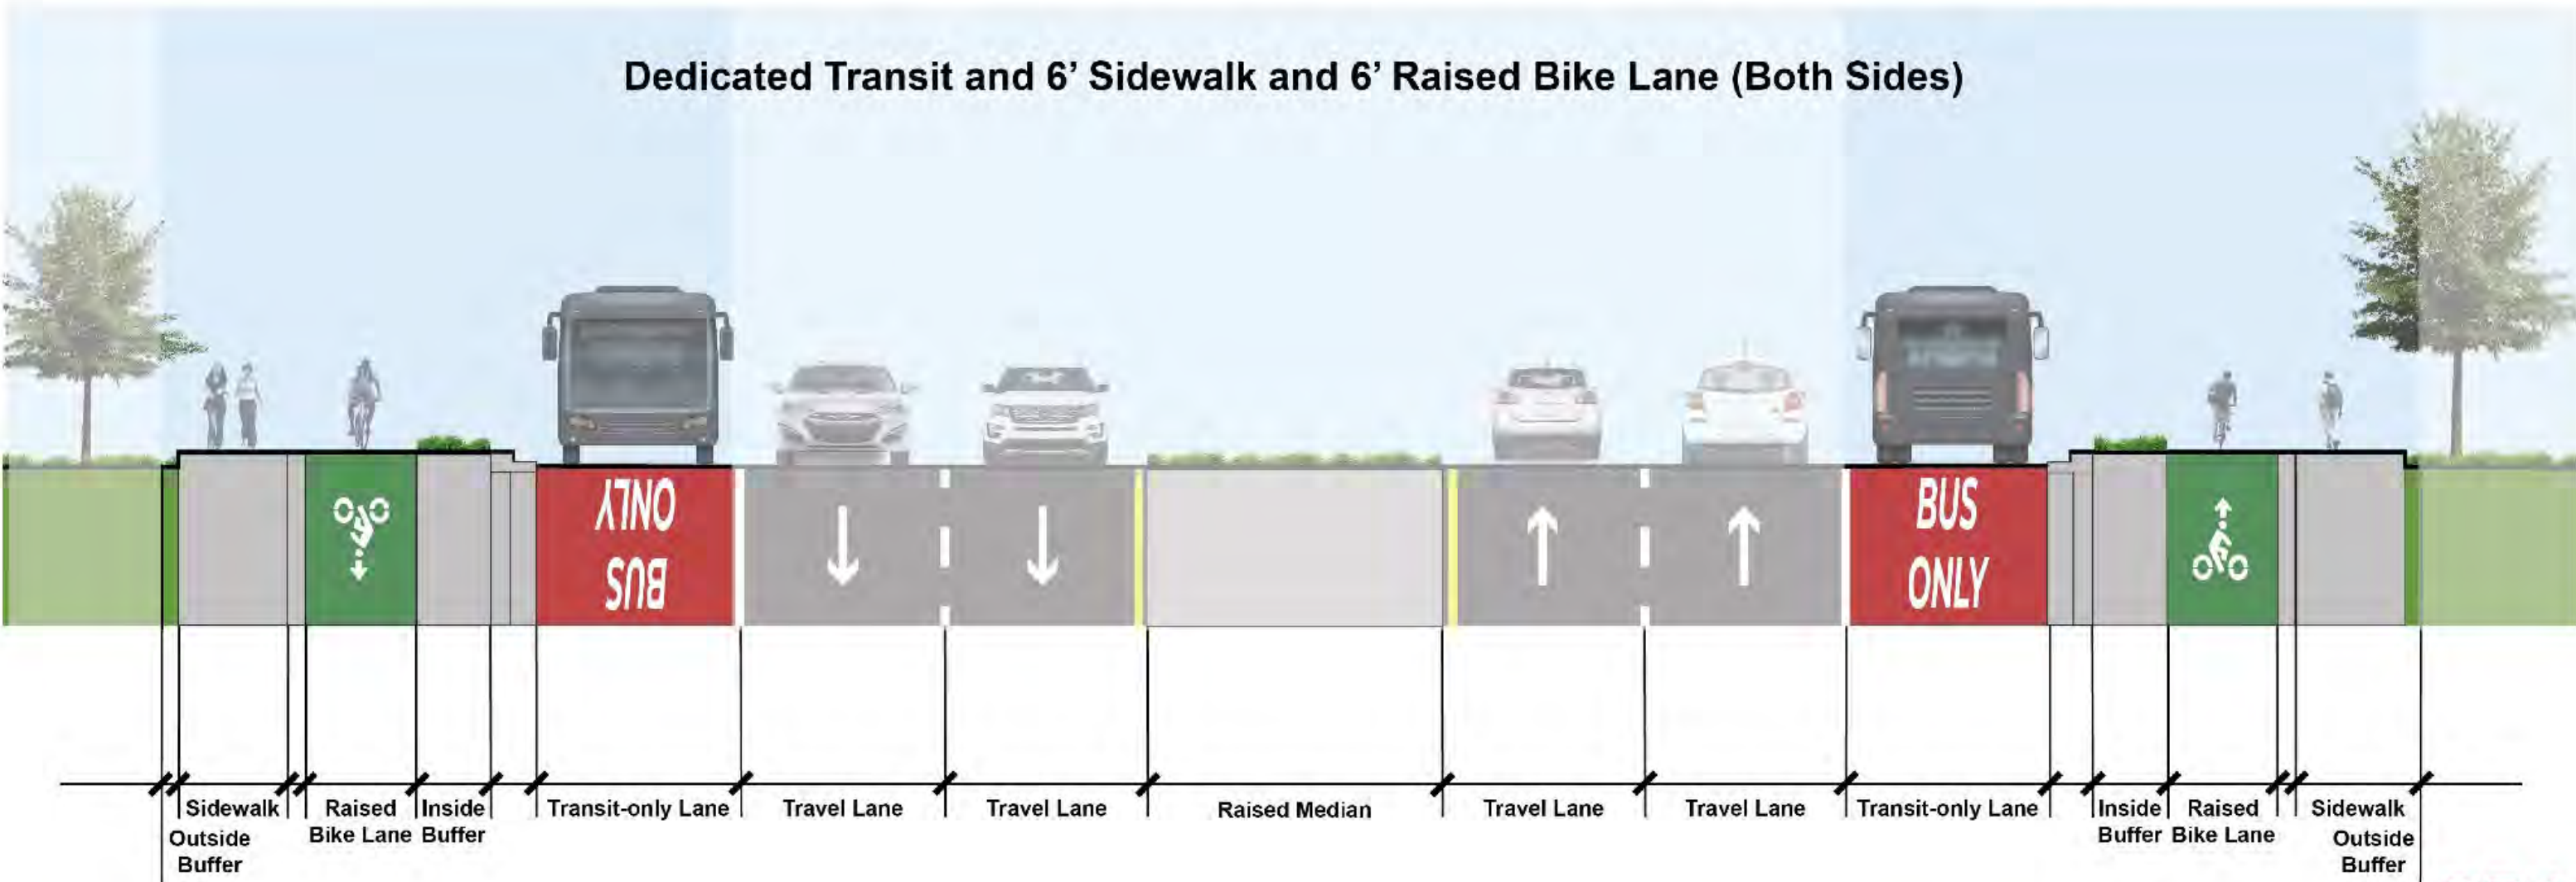 Dedicated Transit and 6’ Sidewalk and 6’ Raised Bike Lane (Both Sides)
BUS
ONLY
BUS
ONLY
Sidewalk
Outside
Buffer
Raised
Bike Lane
Inside
Buffer
Transit-only Lane
Travel Lane
Travel Lane
Raised Median
Travel Lane
Travel Lane
Transit-only Lane
Inside
Buffer
Raised
Bike Lane
Sidewalk
Outside
Buffer